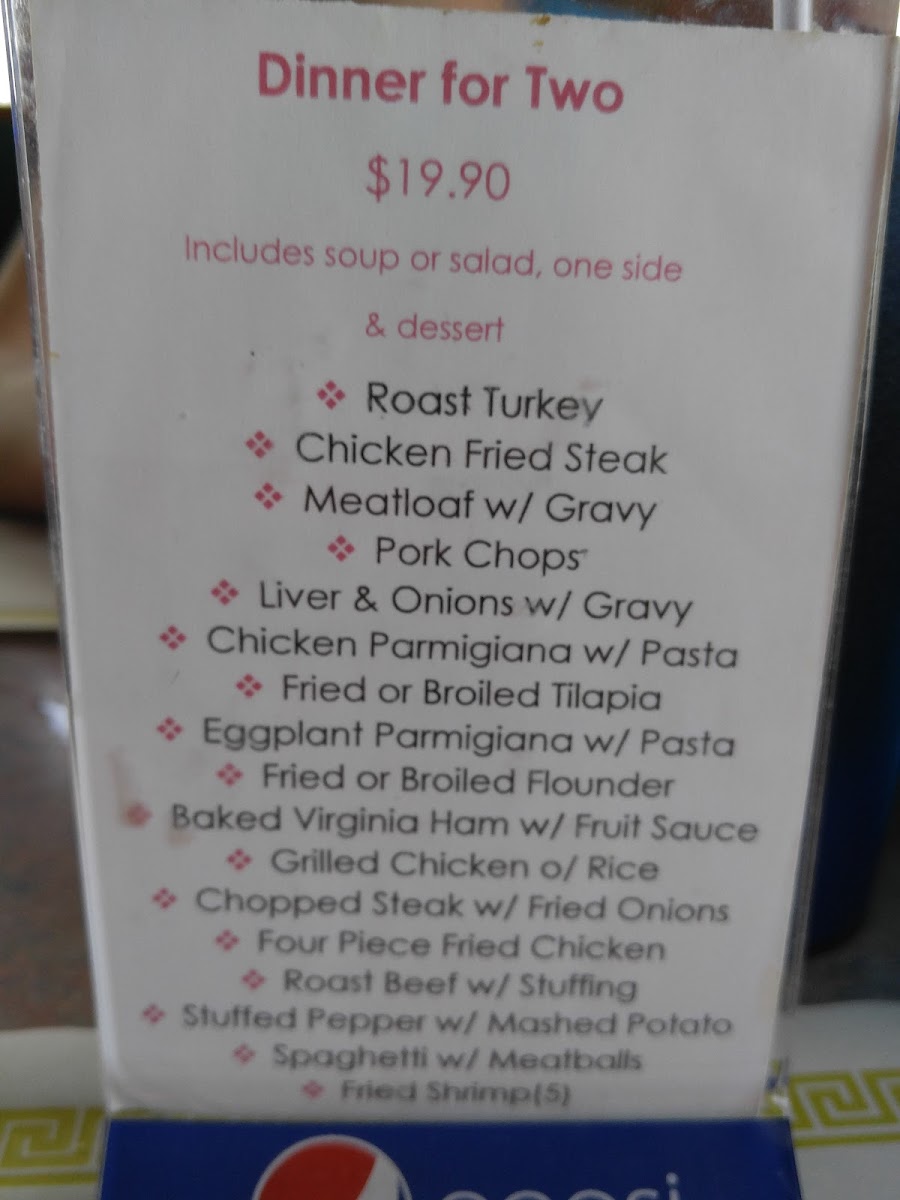 Dinner for Two
$19.90
Includes soup or salad, one side
& dessert
❖ Roast Turkey
❖ Chicken Fried Steak
❖ Meatloaf w/ Gravy
❖ Pork Chops
❖ Liver & Onions w/ Gravy
❖ Chicken Parmigiana w/ Pasta
❖ Fried or Broiled Tilapia
❖ Eggplant Parmigiana w/ Pasta
❖ Fried or Broiled Flounder
❖ Baked Virginia Ham w/ Fruit Sauce
❖ Grilled Chicken o/ Rice
❖ Chopped Steak w/ Fried Onions
❖ Four Piece Fried Chicken
❖ Roast Beef w/ Stuffing
❖ Stuffed Pepper w/ Mashed Potato
❖ Spaghetti w/ Meatballs
❖ Fried Shrimp(5)
pepsi